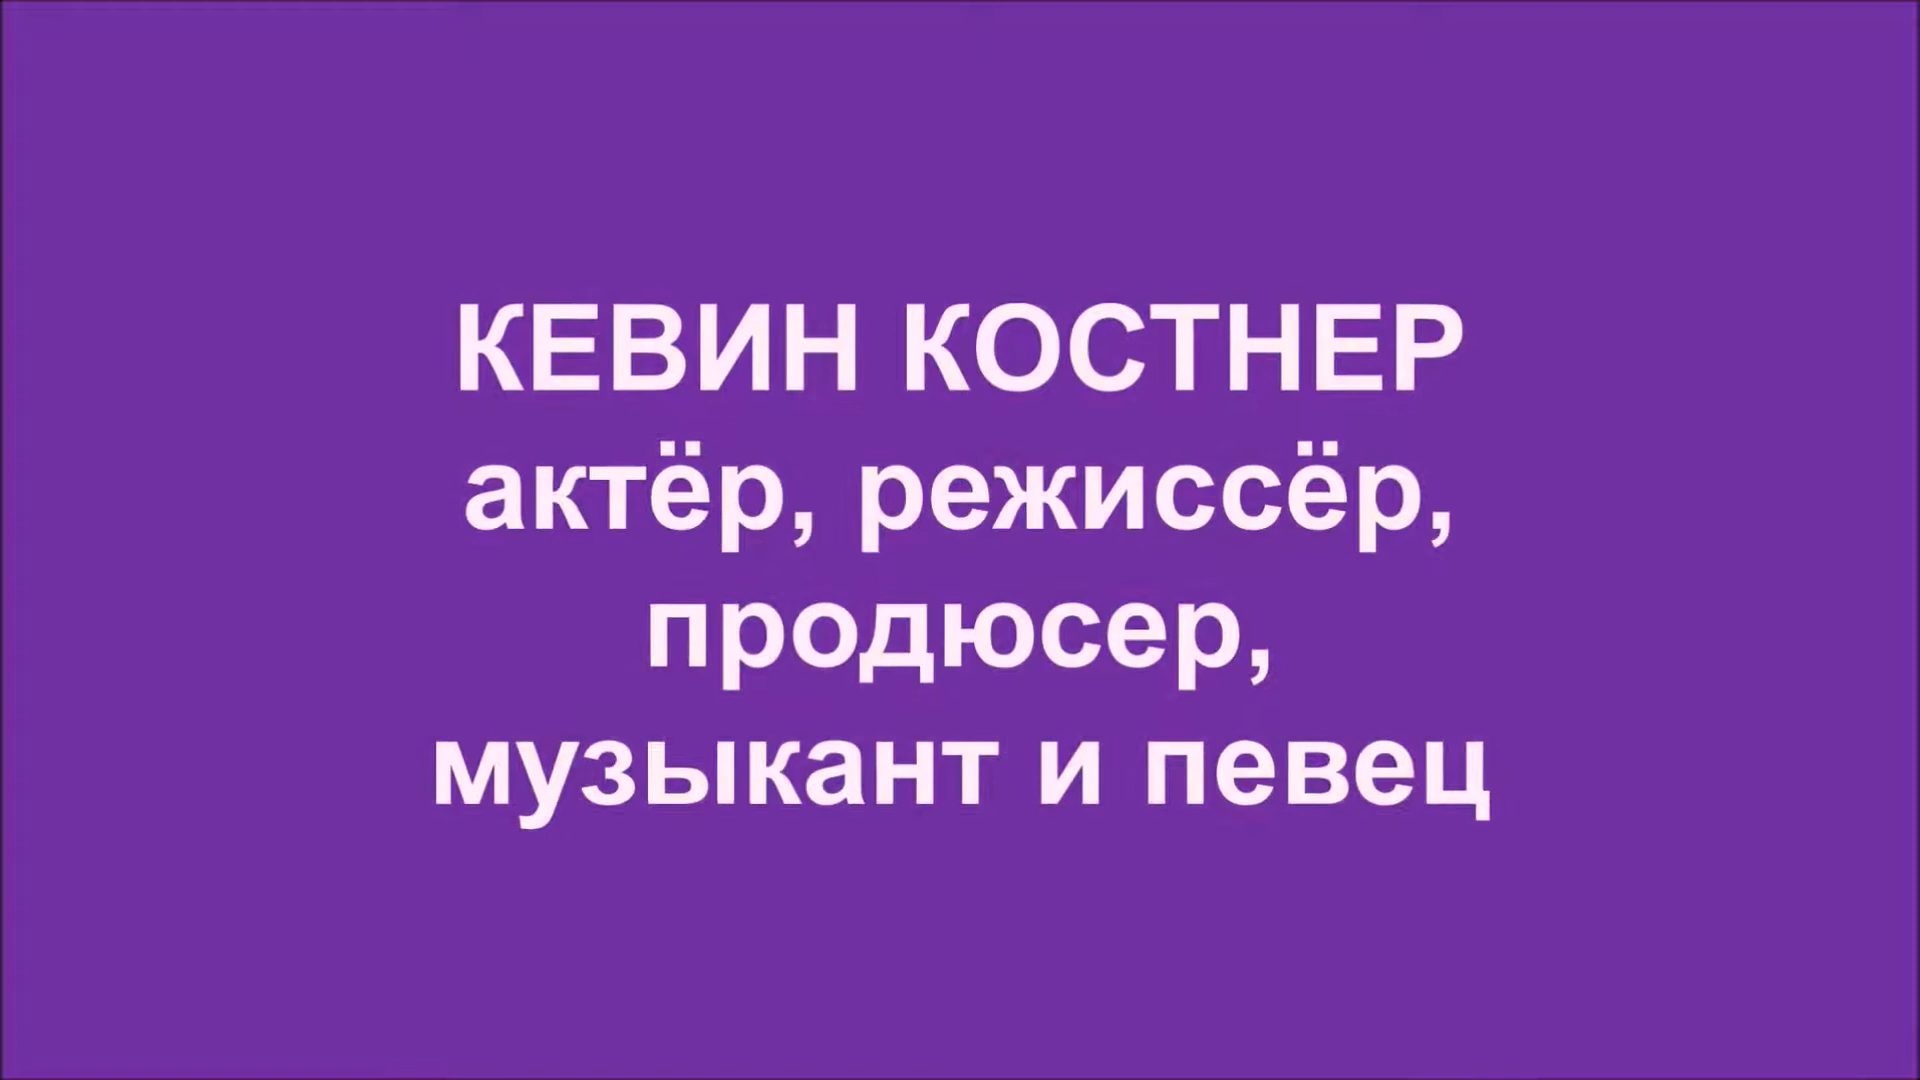 КЕВИН КОСТНЕР
актёр, режиссёр,
продюсер,
музыкант и певец